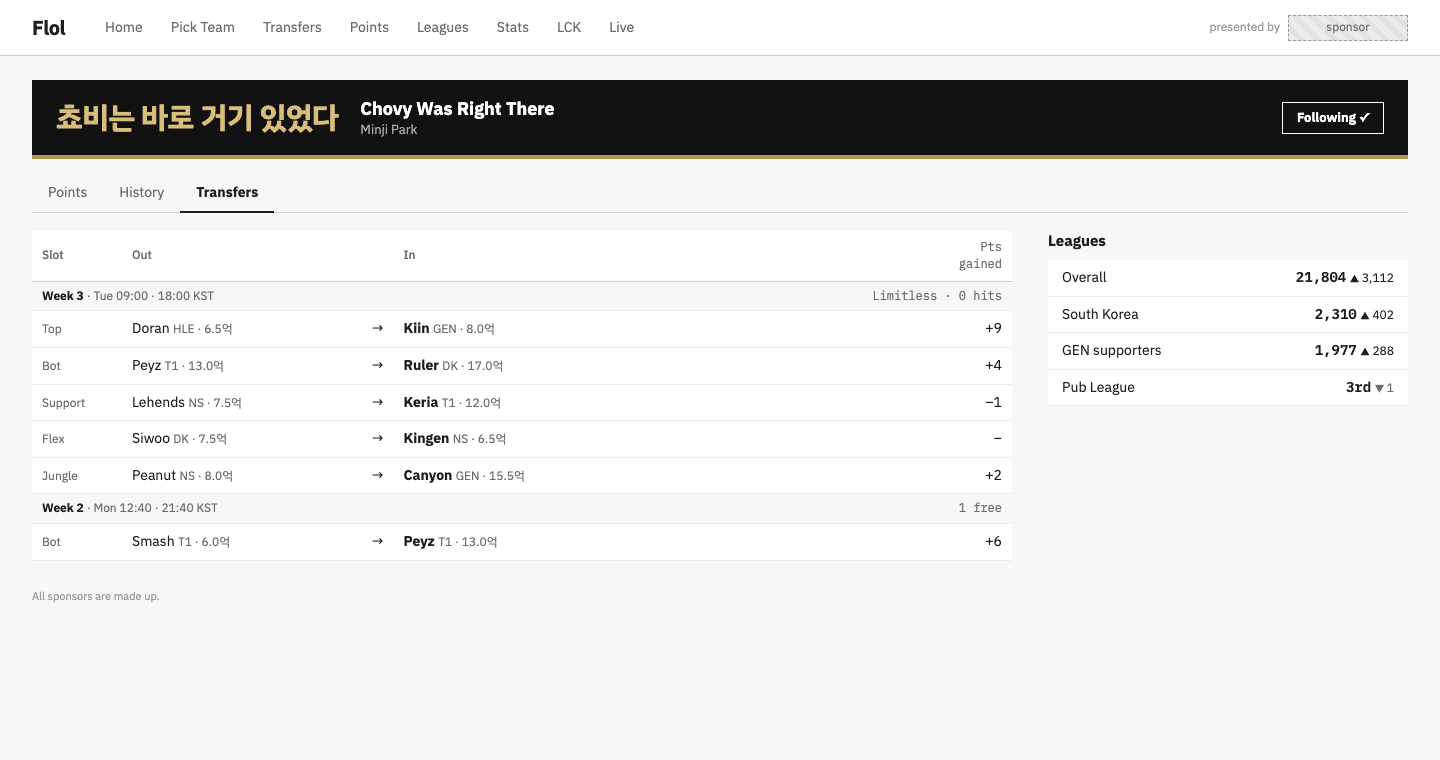 Flol Home Pick Team Transfers Points Leagues Stats LCK Live presented by sponsor
쵸비는 바로 거기 있었다
Chovy Was Right There
Minji Park
Following ✓
Points History Transfers
Slot Out In Pts gained
Week 3 · Tue 09:00 · 18:00 KST Limitless · 0 hits
Top Doran HLE · 6.5억 → Kiin GEN · 8.0억 +9
Bot Peyz T1 · 13.0억 → Ruler DK · 17.0억 +4
Support Lehends NS · 7.5억 → Keria T1 · 12.0억 −1
Flex Siwoo DK · 7.5억 → Kingen NS · 6.5억 –
Jungle Peanut NS · 8.0억 → Canyon GEN · 15.5억 +2
Week 2 · Mon 12:40 · 21:40 KST 1 free
Bot Smash T1 · 6.0억 → Peyz T1 · 13.0억 +6
Leagues
Overall 21,804 ▲ 3,112
South Korea 2,310 ▲ 402
GEN supporters 1,977 ▲ 288
Pub League 3rd ▼ 1
All sponsors are made up.